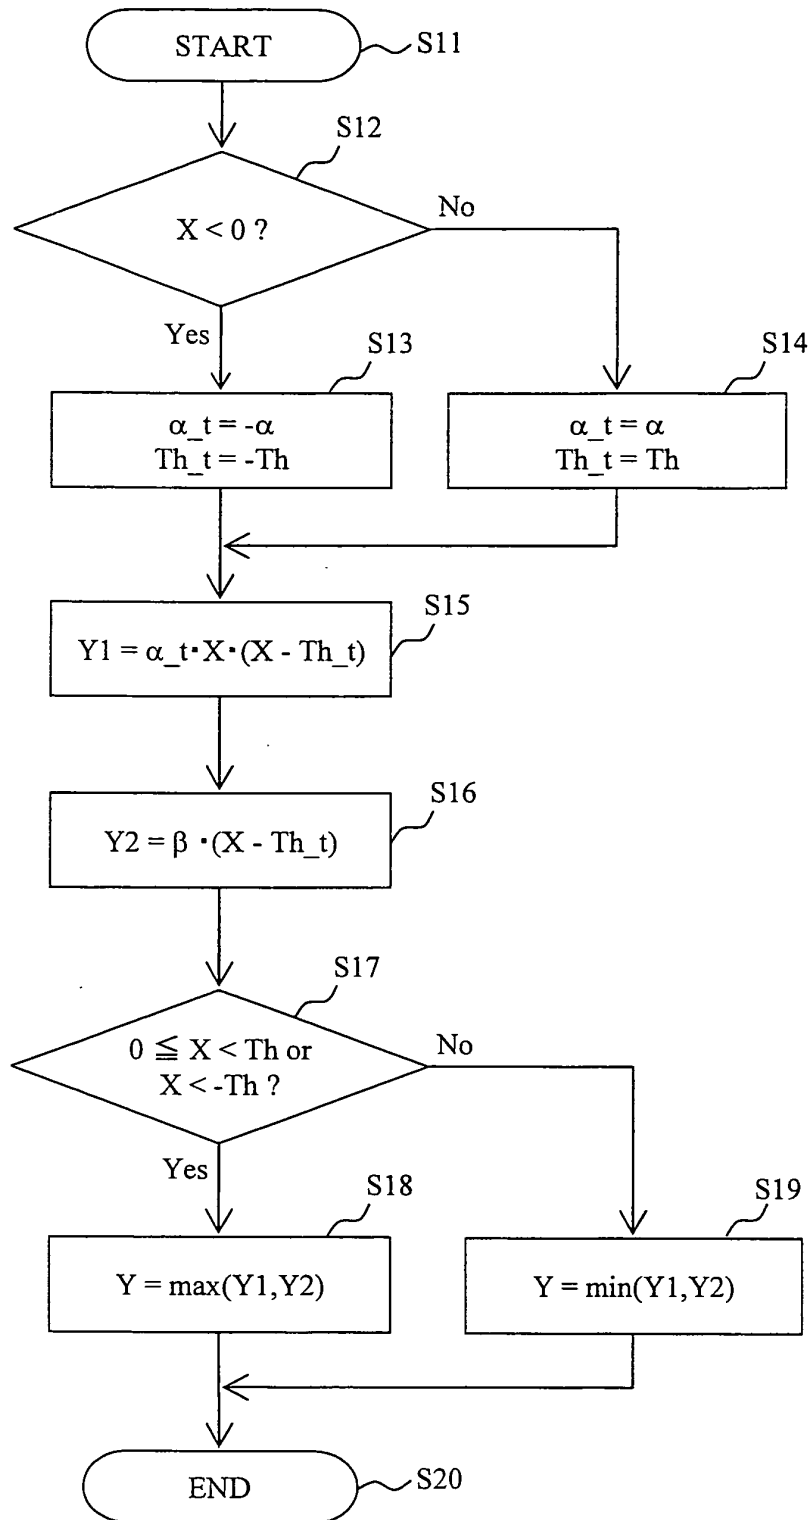 START
S11
S12
X < 0 ?
No
Yes
S13
α_t = -α
Th_t = -Th
S14
α_t = α
Th_t = Th
S15
Y1 = α_t･X･(X - Th_t)
S16
Y2 = β ･(X - Th_t)
S17
0 ≦ X < Th or
X < -Th ?
No
Yes
S18
Y = max(Y1,Y2)
S19
Y = min(Y1,Y2)
END
S20